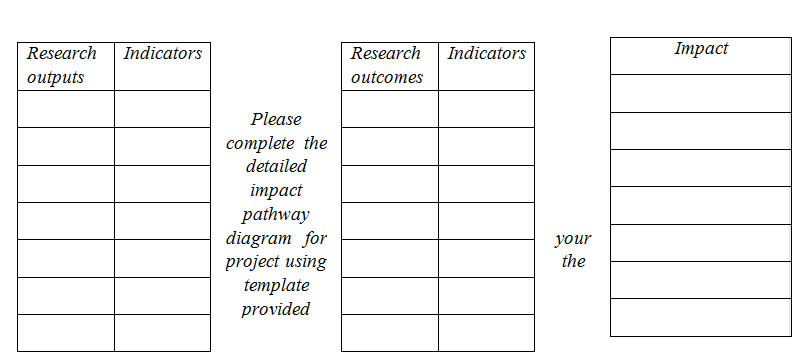 Research Indicators
outputs
Please
complete the
detailed
impact
pathway
diagram for
project using
template
provided
Research Indicators
outcomes
your
the
Impact